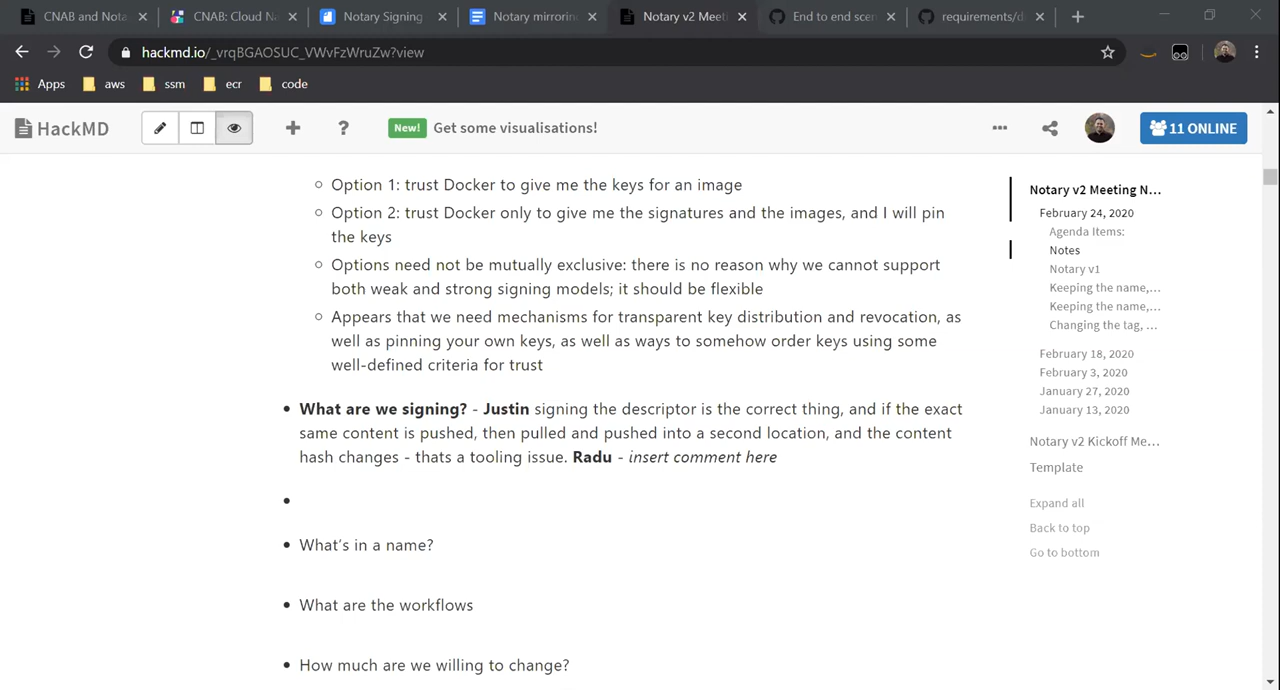 CNAB and Nota
CNAB: Cloud N
Notary Signing
Notary mirrorin
Notary v2 Meeti
End to end scen
requirements/di
hackmd.io/_vrqBGAOSUC_VWvFzWruZw?view
Apps aws ssm ecr code
HackMD
New! Get some visualisations!
11 ONLINE
Option 1: trust Docker to give me the keys for an image
Option 2: trust Docker only to give me the signatures and the images, and I will pin
the keys
Options need not be mutually exclusive: there is no reason why we cannot support
both weak and strong signing models; it should be flexible
Appears that we need mechanisms for transparent key distribution and revocation, as
well as pinning your own keys, as well as ways to somehow order keys using some
well-defined criteria for trust
What are we signing? - Justin signing the descriptor is the correct thing, and if the exact
same content is pushed, then pulled and pushed into a second location, and the content
hash changes - thats a tooling issue. Radu - insert comment here
What's in a name?
What are the workflows
How much are we willing to change?
Notary v2 Meeting N...
February 24, 2020
Agenda Items:
Notes
Notary v1
Keeping the name,...
Keeping the name,...
Changing the tag, ...
February 18, 2020
February 3, 2020
January 27, 2020
January 13, 2020
Notary v2 Kickoff Me...
Template
Expand all
Back to top
Go to bottom